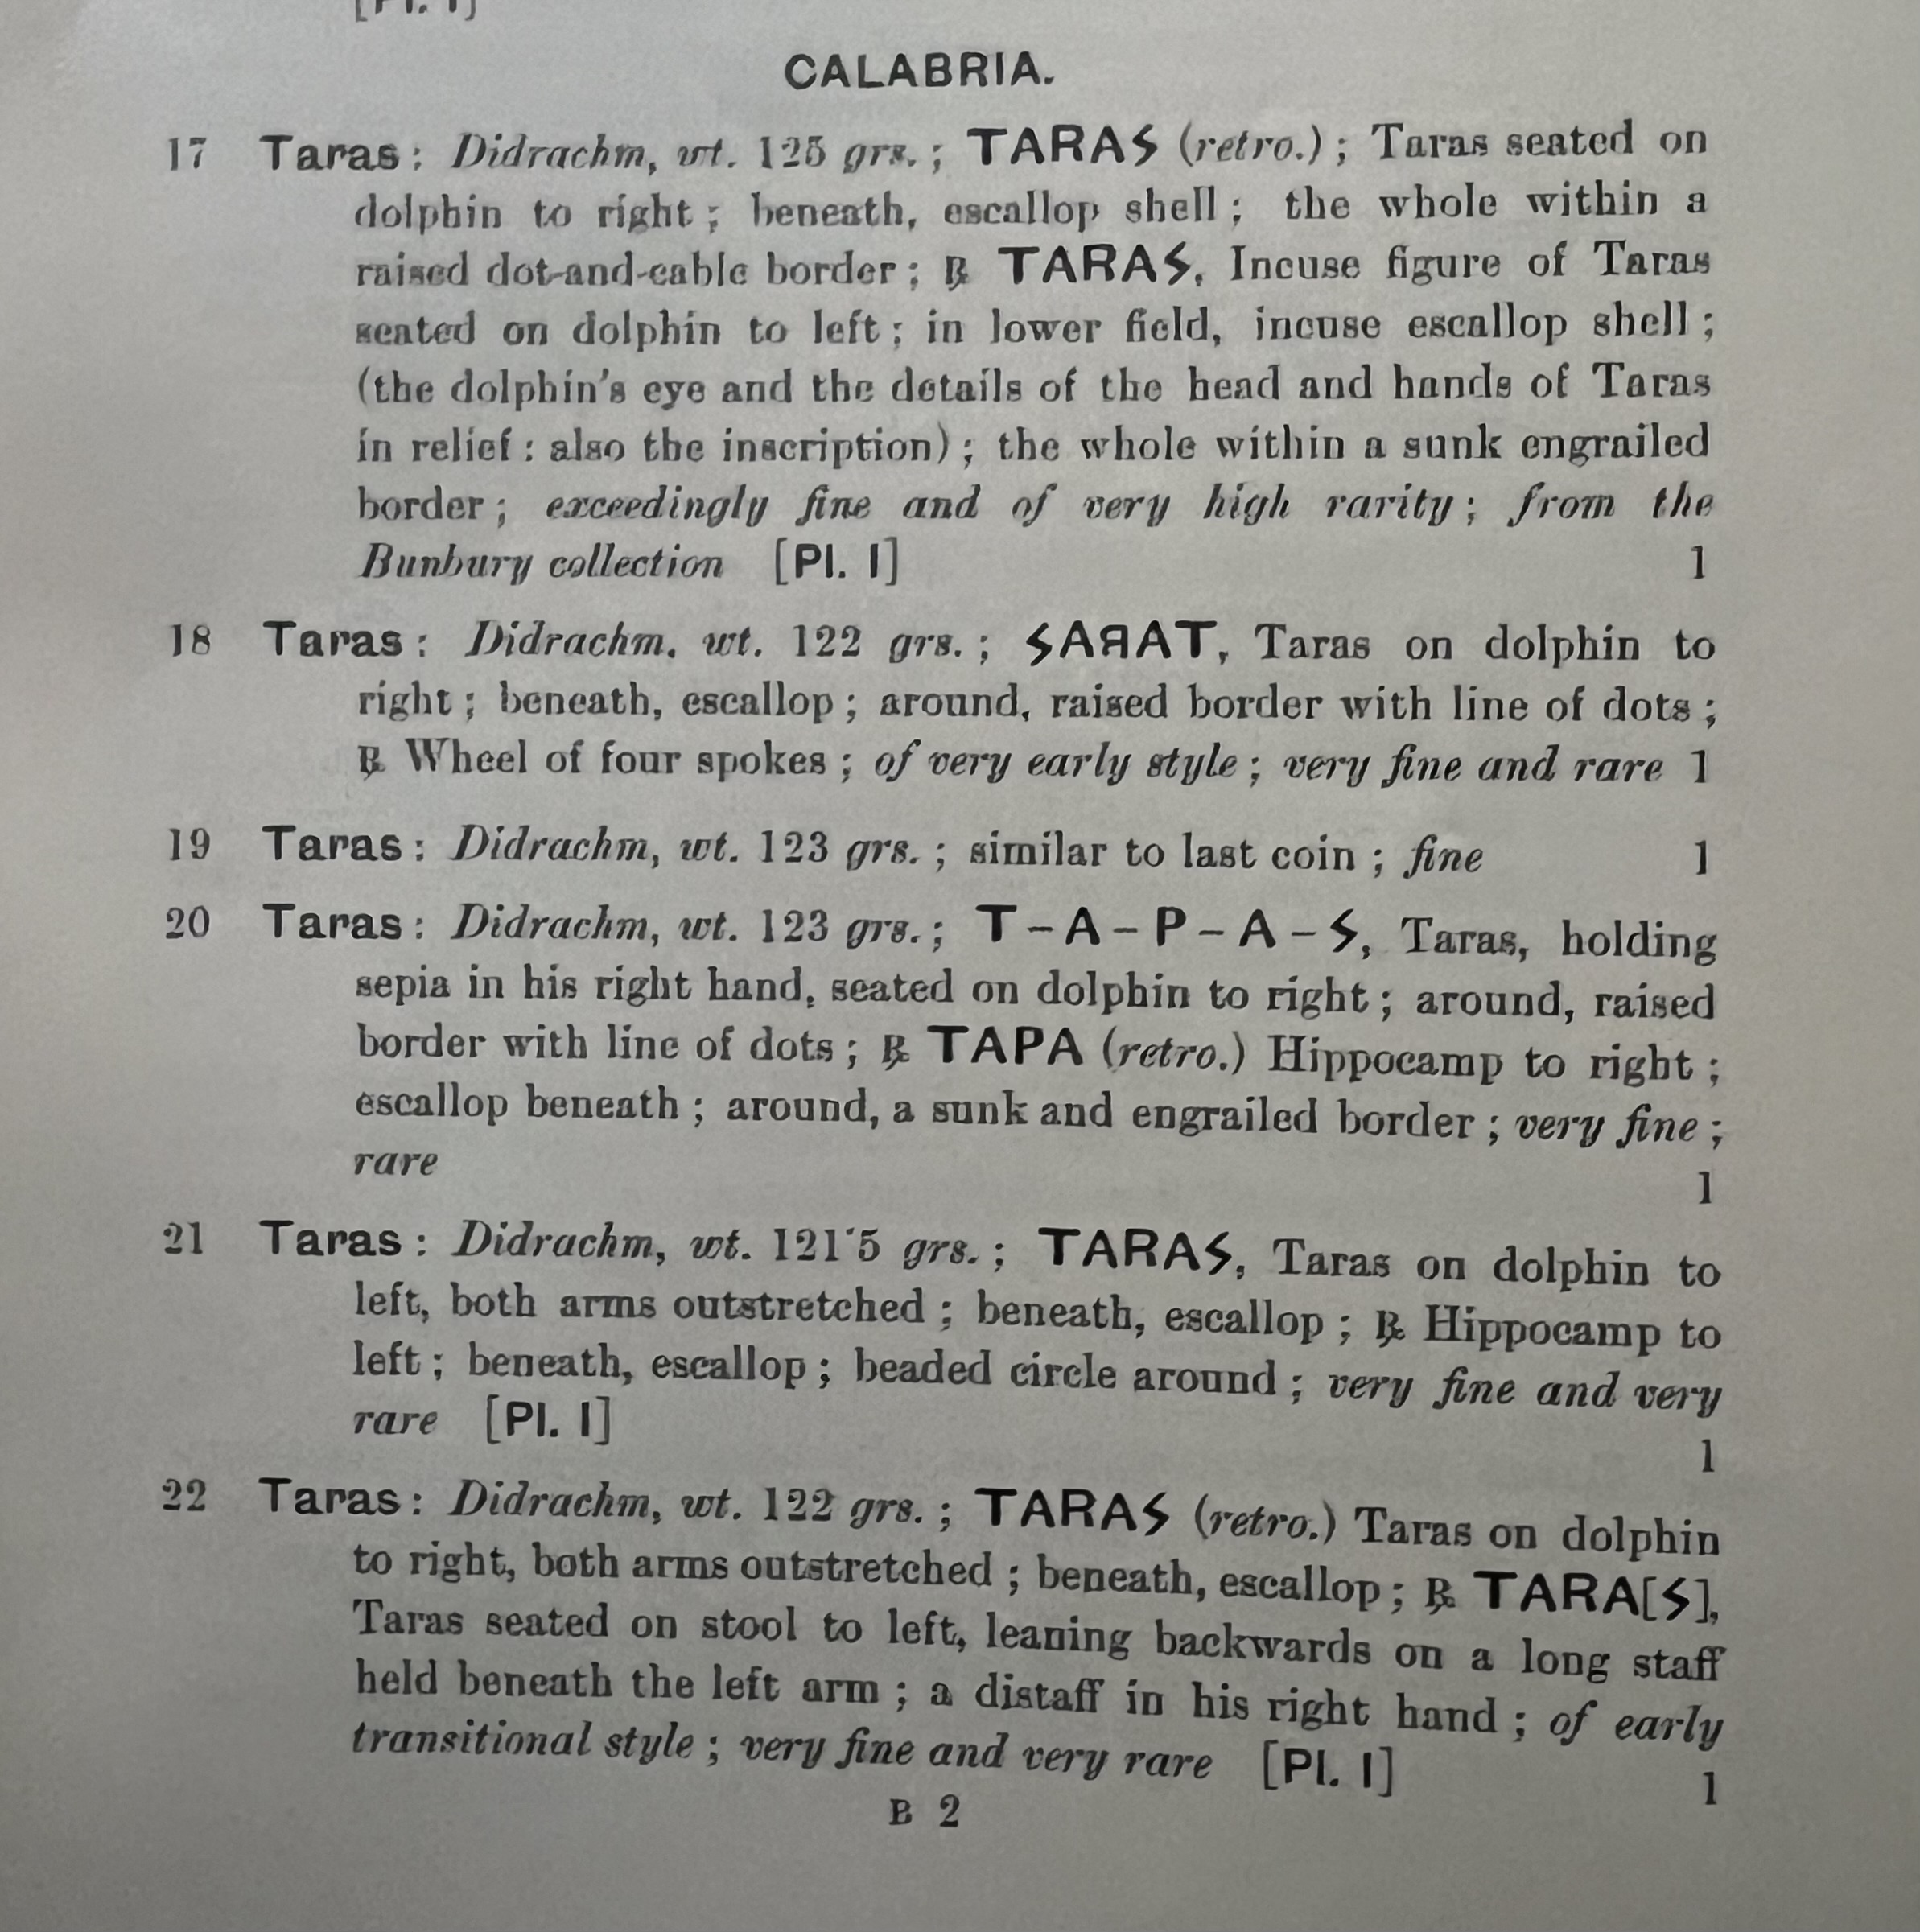 [Pl. I]
CALABRIA.
17 Taras: Didrachm, wt. 125 grs.; TARAS (retro.); Taras seated on
dolphin to right; beneath, escallop shell; the whole within a
raised dot-and-cable border; ℞ TARAS, Incuse figure of Taras
seated on dolphin to left; in lower field, incuse escallop shell;
(the dolphin's eye and the details of the head and hands of Taras
in relief: also the inscription); the whole within a sunk engrailed
border; exceedingly fine and of very high rarity; from the
Bunbury collection [Pl. I] 1
18 Taras: Didrachm, wt. 122 grs.; SAЯAT, Taras on dolphin to
right; beneath, escallop; around, raised border with line of dots;
℞ Wheel of four spokes; of very early style; very fine and rare 1
19 Taras: Didrachm, wt. 123 grs.; similar to last coin; fine 1
20 Taras: Didrachm, wt. 123 grs.; T–A–P–A–S, Taras, holding
sepia in his right hand, seated on dolphin to right; around, raised
border with line of dots; ℞ TAPA (retro.) Hippocamp to right;
escallop beneath; around, a sunk and engrailed border; very fine;
rare 1
21 Taras: Didrachm, wt. 121·5 grs.; TARAS, Taras on dolphin to
left, both arms outstretched; beneath, escallop; ℞ Hippocamp to
left; beneath, escallop; beaded circle around; very fine and very
rare [Pl. I] 1
22 Taras: Didrachm, wt. 122 grs.; TARAS (retro.) Taras on dolphin
to right, both arms outstretched; beneath, escallop; ℞ TARA[S],
Taras seated on stool to left, leaning backwards on a long staff
held beneath the left arm; a distaff in his right hand; of early
transitional style; very fine and very rare [Pl. I] 1
B 2